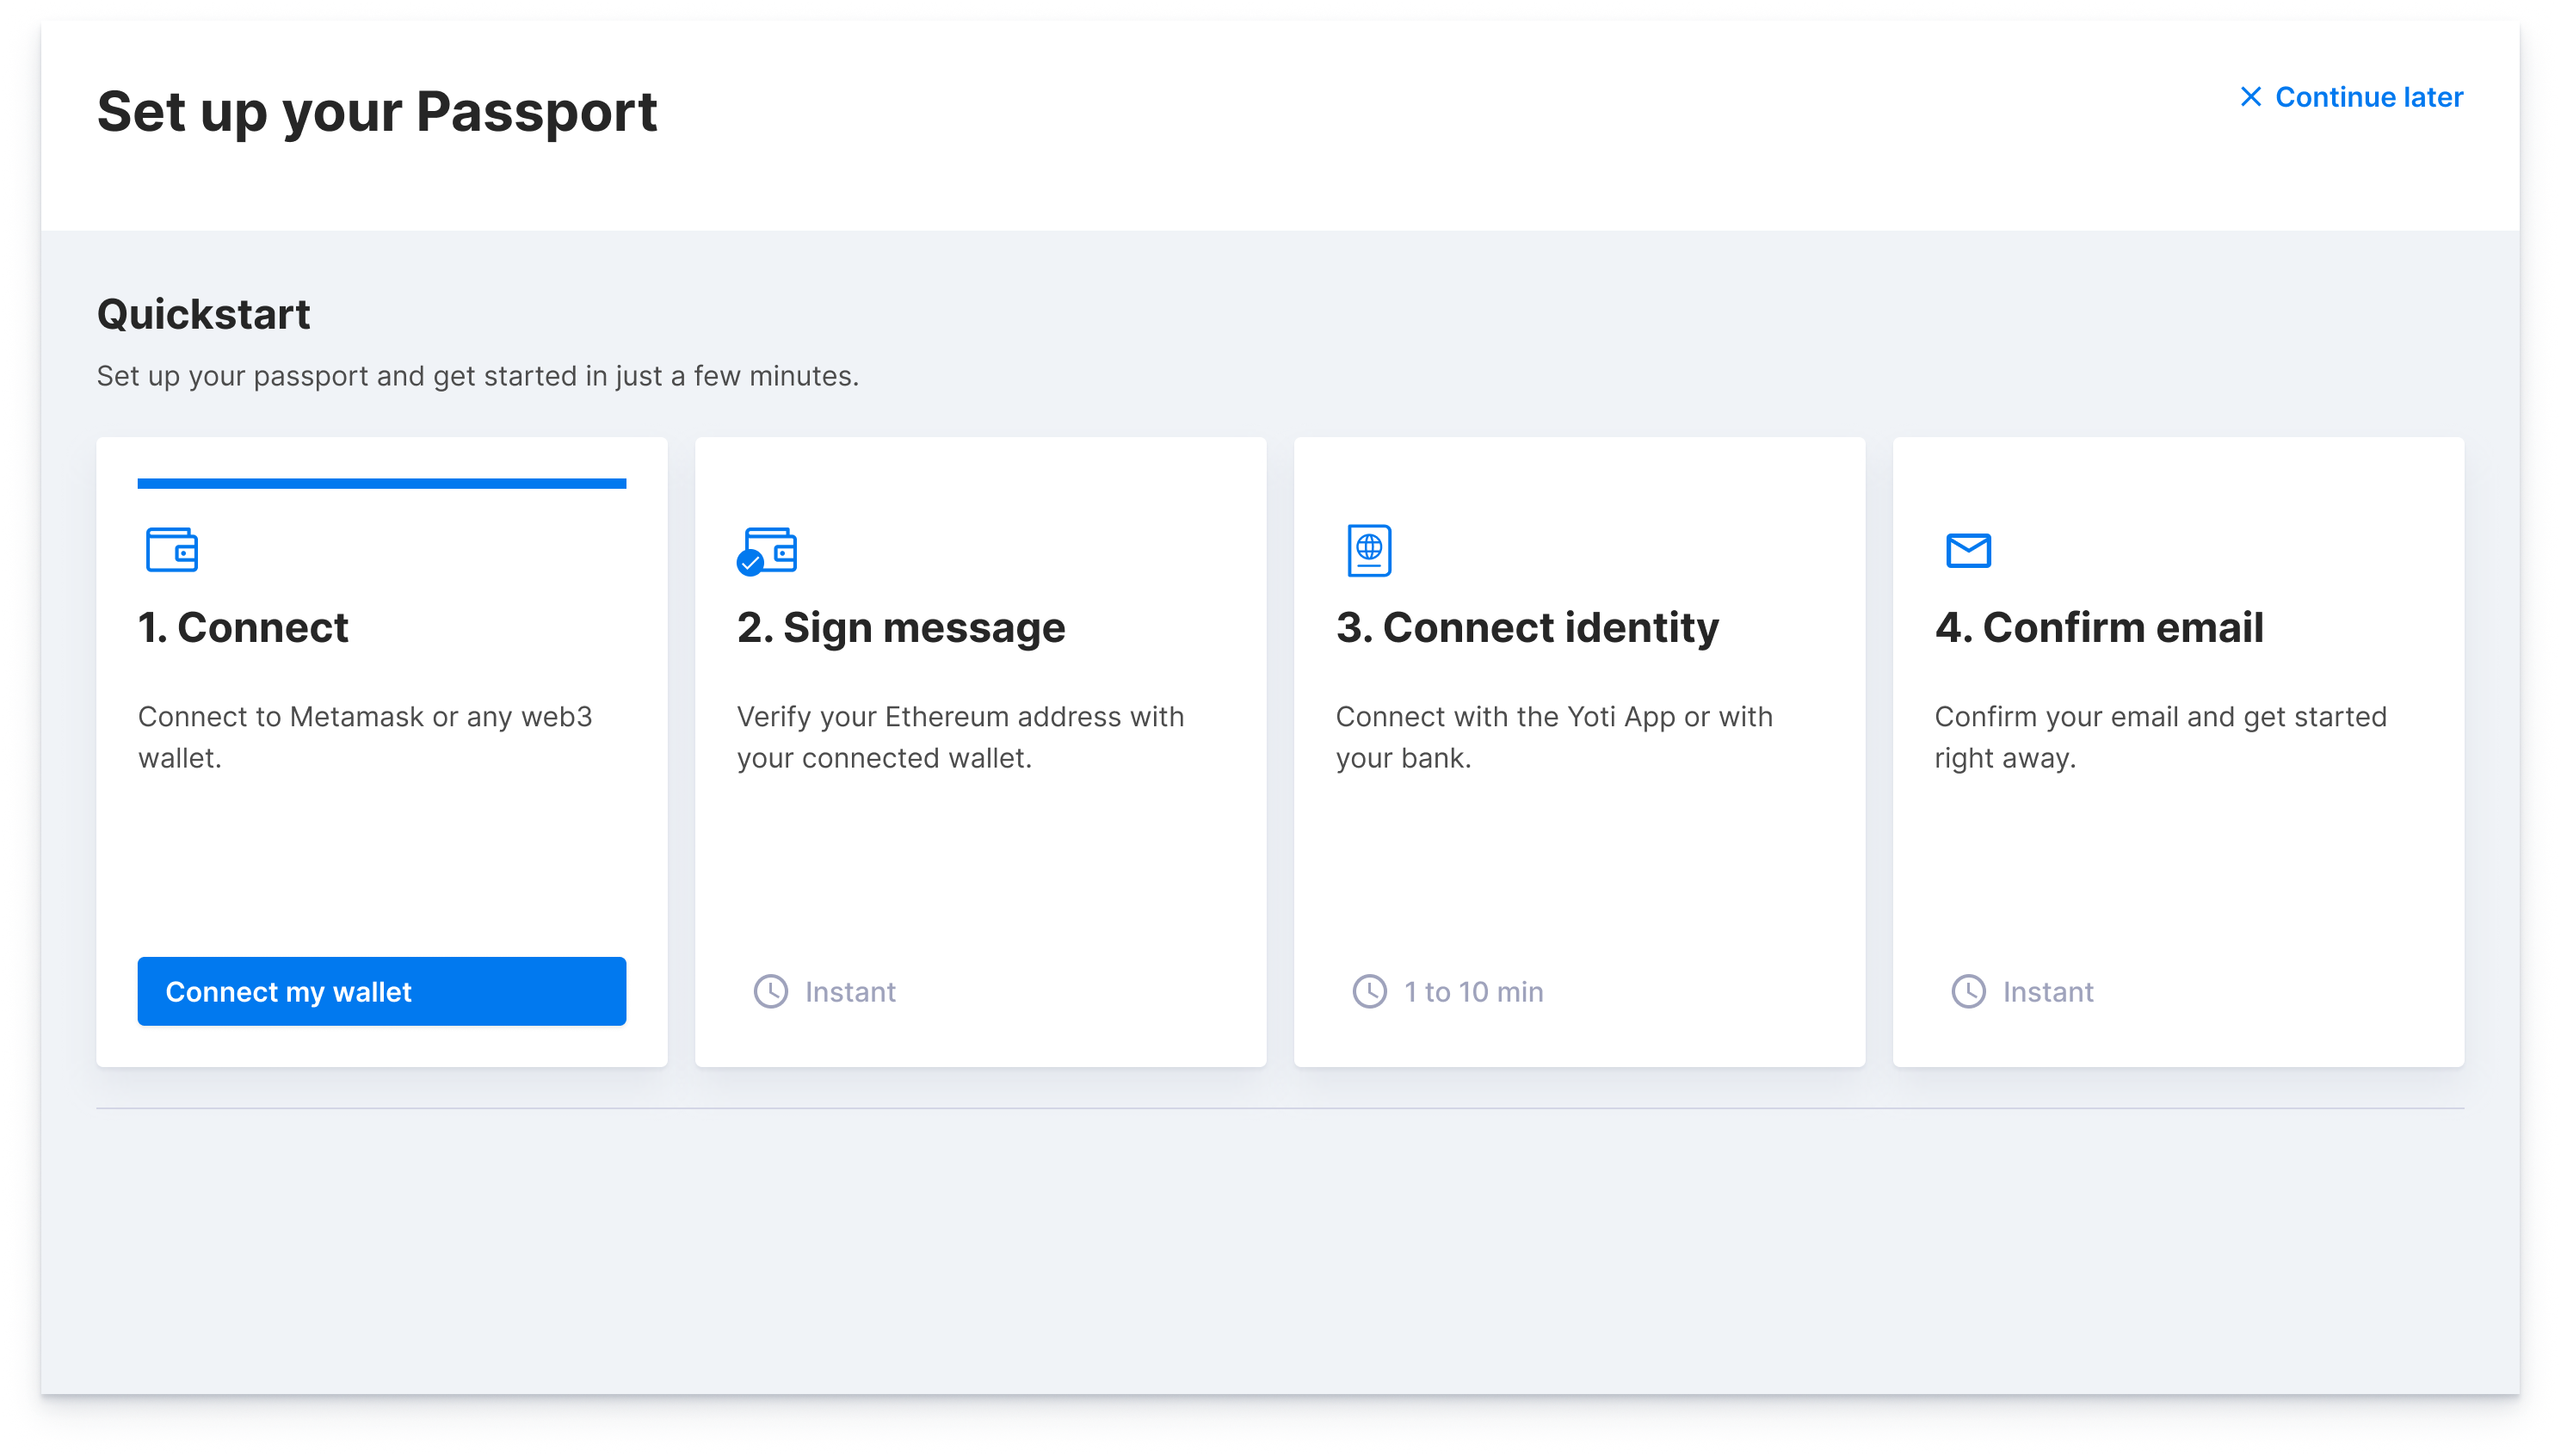 Set up your Passport
Continue later
Quickstart
Set up your passport and get started in just a few minutes.
1. Connect
Connect to Metamask or any web3
wallet.
Connect my wallet
2. Sign message
Verify your Ethereum address with
your connected wallet.
Instant
3. Connect identity
Connect with the Yoti App or with
your bank.
1 to 10 min
4. Confirm email
Confirm your email and get started
right away.
Instant